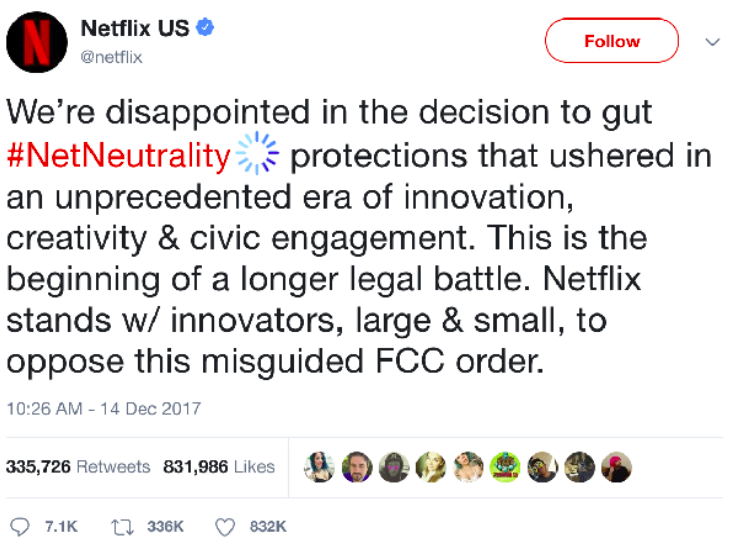 Netflix US
@netflix
Follow
We’re disappointed in the decision to gut
#NetNeutrality protections that ushered in
an unprecedented era of innovation,
creativity & civic engagement. This is the
beginning of a longer legal battle. Netflix
stands w/ innovators, large & small, to
oppose this misguided FCC order.
10:26 AM - 14 Dec 2017
335,726 Retweets 831,986 Likes
7.1K 336K 832K